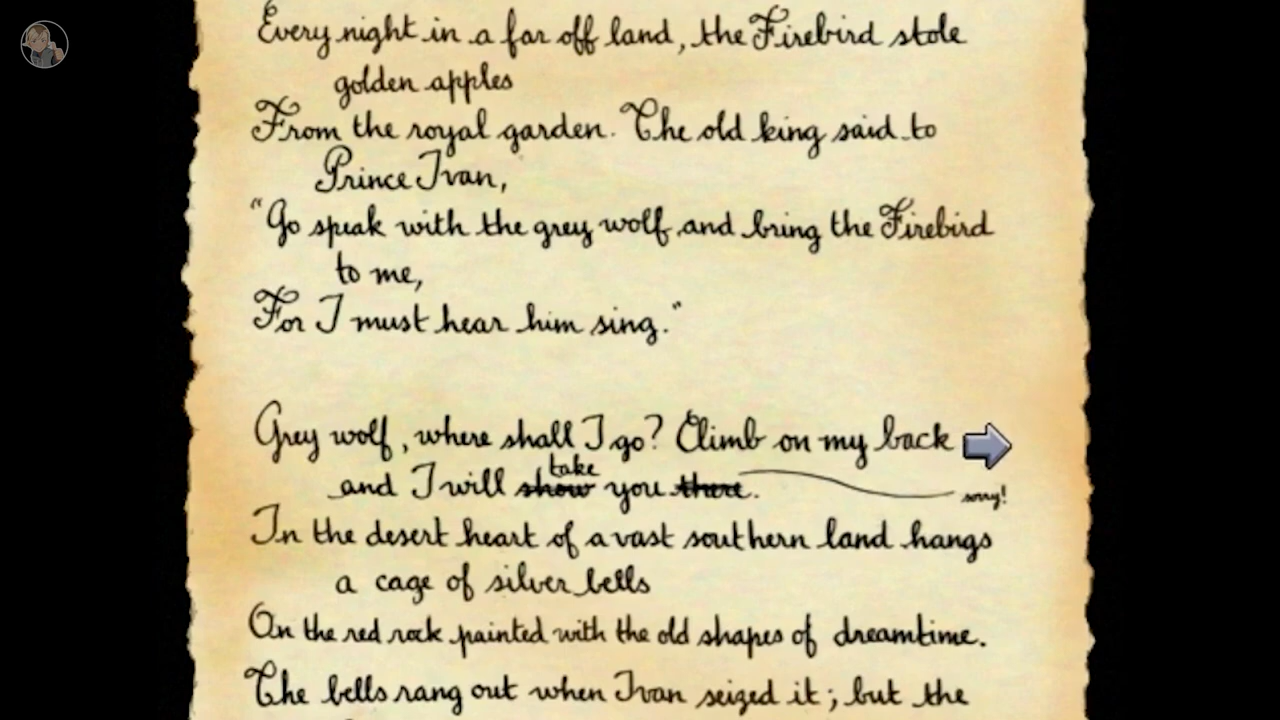 Every night in a far off land, the Firebird stole
golden apples
From the royal garden. The old king said to
Prince Ivan,
"Go speak with the grey wolf and bring the Firebird
to me,
For I must hear him sing."
Grey wolf, where shall I go? Climb on my back
take
and I will show you there. sorry!
In the desert heart of a vast southern land hangs
a cage of silver bells
On the red rock painted with the old shapes of dreamtime.
The bells rang out when Ivan seized it; but the